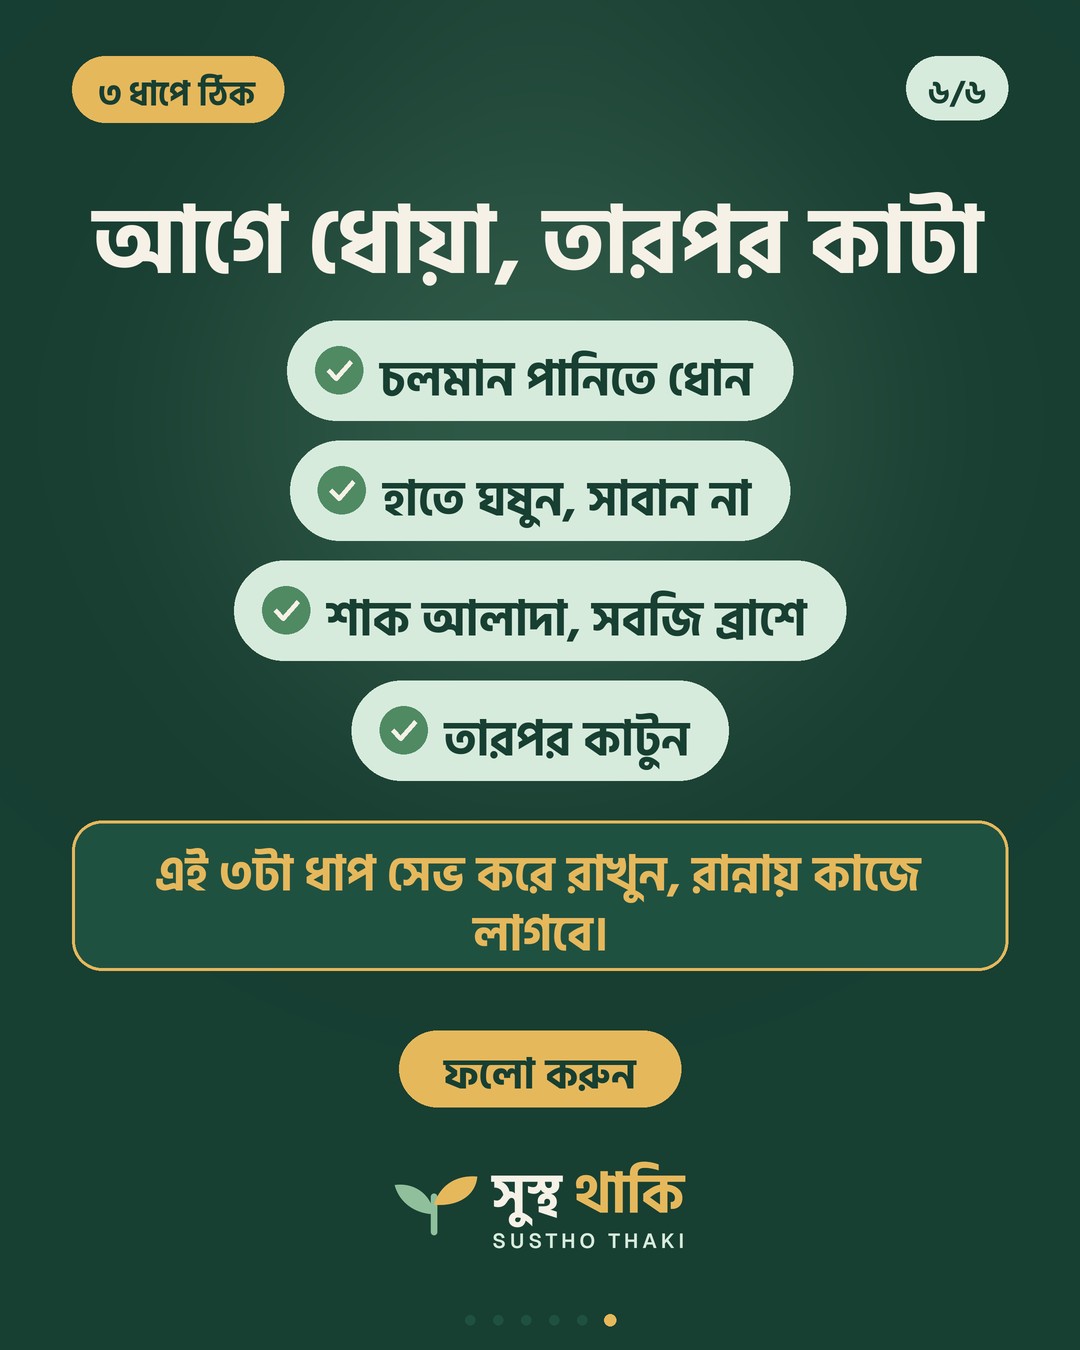 ৩ ধাপে ঠিক
৬/৬
আগে ধোয়া, তারপর কাটা
চলমান পানিতে ধোন
হাতে ঘষুন, সাবান না
শাক আলাদা, সবজি ব্রাশে
তারপর কাটুন
এই ৩টা ধাপ সেভ করে রাখুন, রান্নায় কাজে
লাগবে।
ফলো করুন
সুস্থ থাকি
SUSTHO THAKI